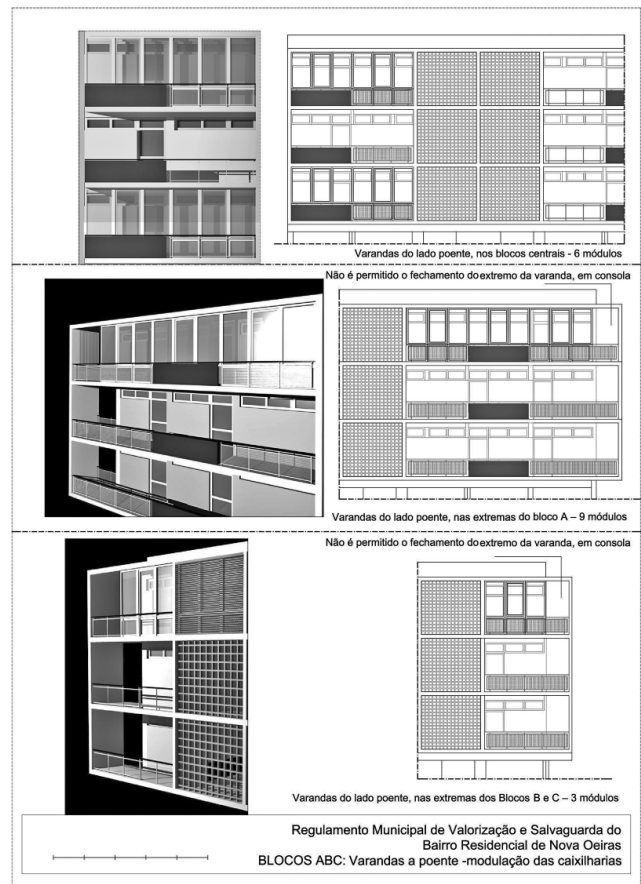 Varandas do lado poente, nos blocos centrais - 6 módulos
Não é permitido o fechamento do extremo da varanda, em consola
Varandas do lado poente, nas extremas do bloco A – 9 módulos
Não é permitido o fechamento do extremo da varanda, em consola
Varandas do lado poente, nas extremas dos Blocos B e C – 3 módulos
Regulamento Municipal de Valorização e Salvaguarda do
Bairro Residencial de Nova Oeiras
BLOCOS ABC: Varandas a poente -modulação das caixilharias